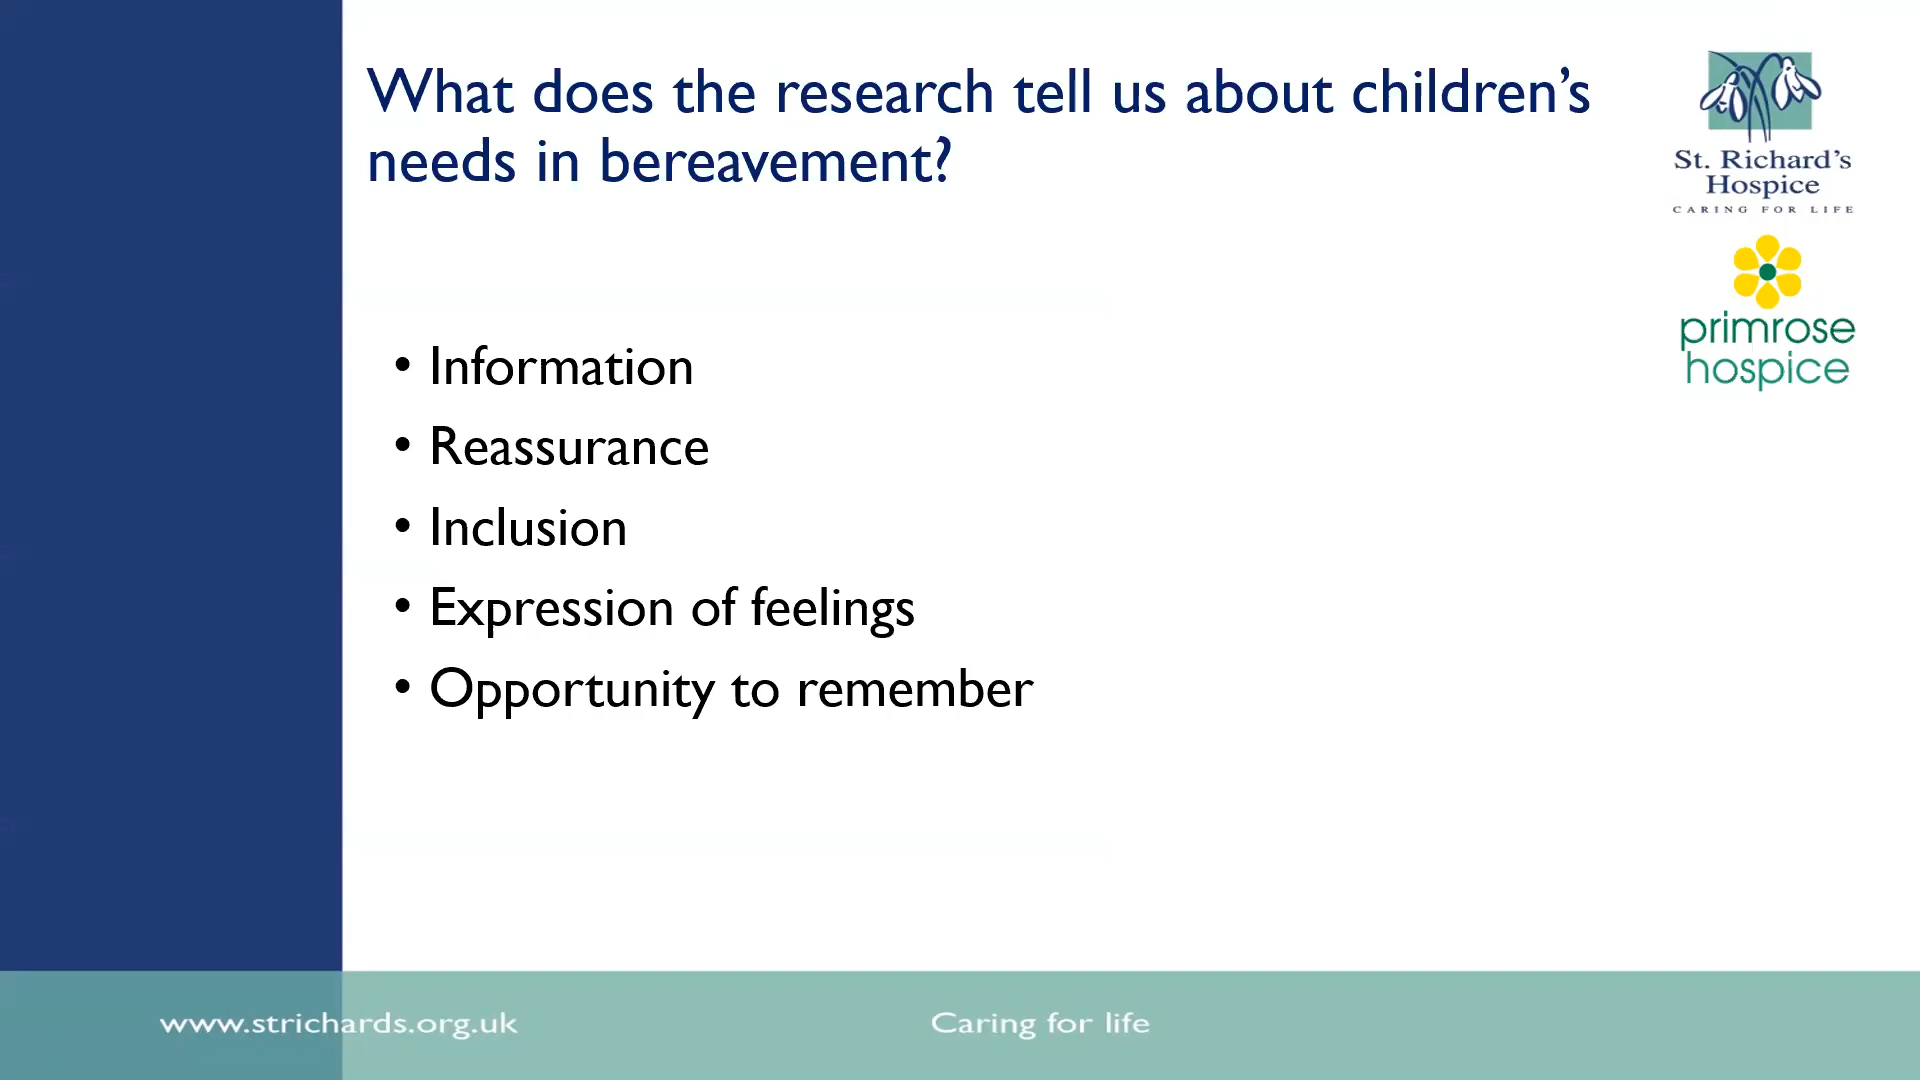 What does the research tell us about children’s
needs in bereavement?
St. Richard’s
Hospice
CARING FOR LIFE
primrose
hospice
• Information
• Reassurance
• Inclusion
• Expression of feelings
• Opportunity to remember
www.strichards.org.uk
Caring for life